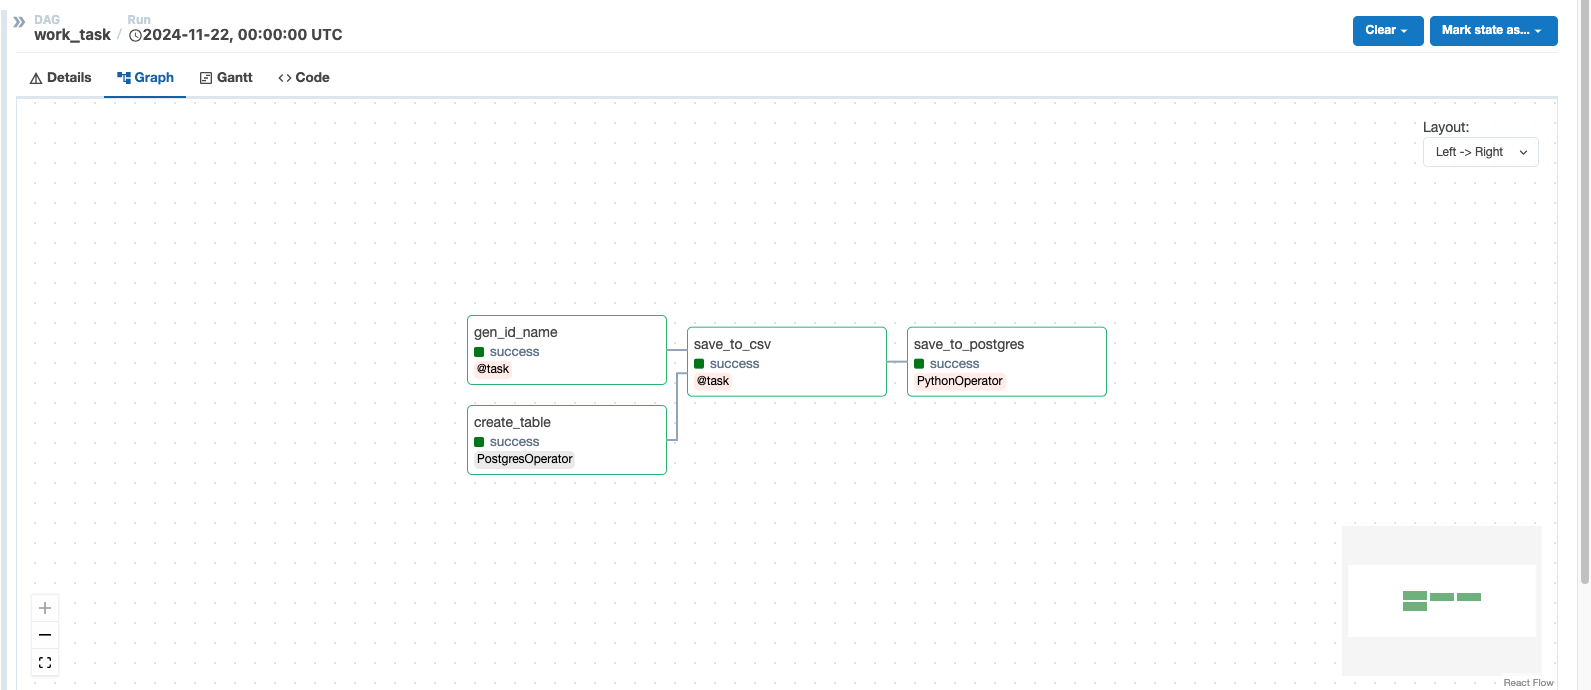 DAG
work_task
/
Run
2024-11-22, 00:00:00 UTC
Clear
Mark state as...
Details
Graph
Gantt
Code
Layout:
Left -> Right
gen_id_name
success
@task
create_table
success
PostgresOperator
save_to_csv
success
@task
save_to_postgres
success
PythonOperator
React Flow